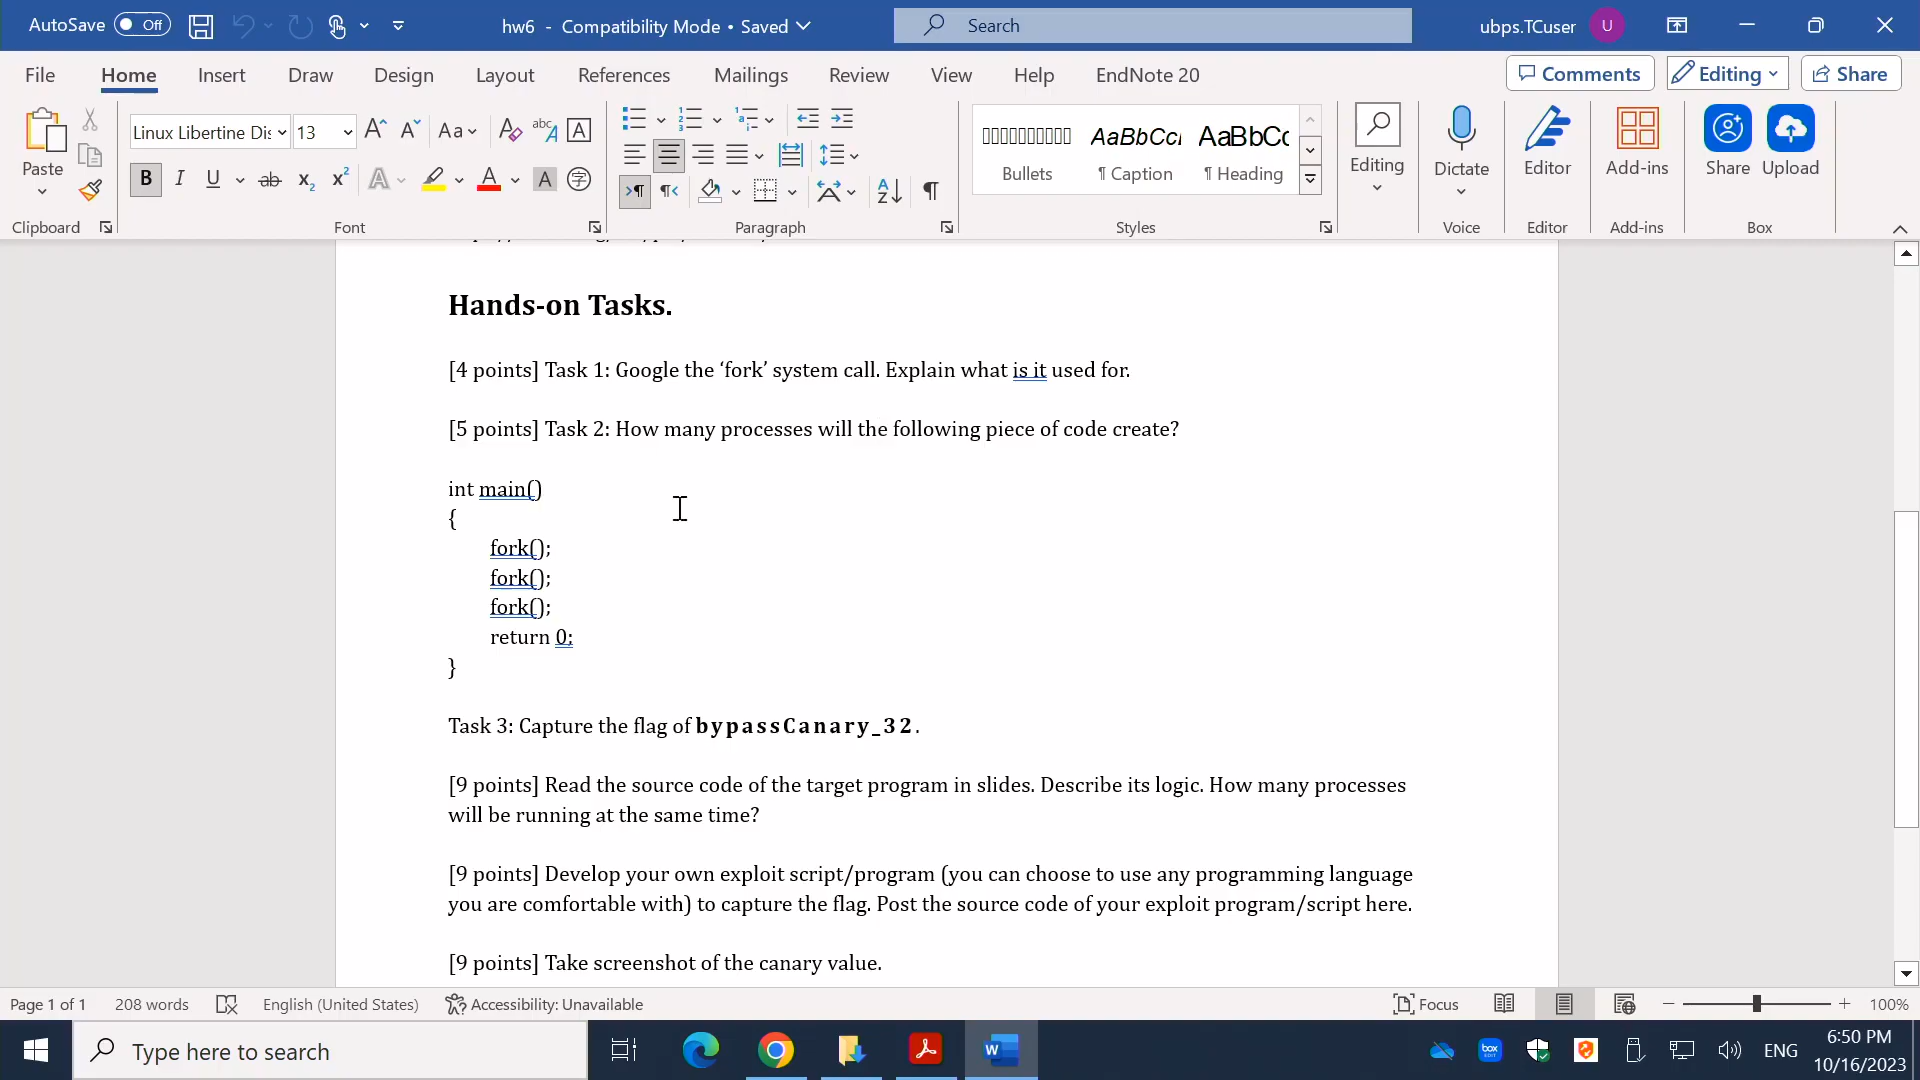 AutoSave Off hw6 - Compatibility Mode • Saved Search ubps.TCuser U
File Home Insert Draw Design Layout References Mailings Review View Help EndNote 20 Comments Editing Share
Paste
Linux Libertine Dis 13 Aa abc A
B I U ab x2 x2 A A A 字
AaBbCcI AaBbCc
Bullets ¶ Caption ¶ Heading
Editing Dictate Editor Add-ins Share Upload
Clipboard Font Paragraph Styles Voice Editor Add-ins Box
Hands-on Tasks.
[4 points] Task 1: Google the ‘fork’ system call. Explain what is it used for.
[5 points] Task 2: How many processes will the following piece of code create?
int main()
{
fork();
fork();
fork();
return 0;
}
Task 3: Capture the flag of bypassCanary_32.
[9 points] Read the source code of the target program in slides. Describe its logic. How many processes
will be running at the same time?
[9 points] Develop your own exploit script/program (you can choose to use any programming language
you are comfortable with) to capture the flag. Post the source code of your exploit program/script here.
[9 points] Take screenshot of the canary value.
Page 1 of 1 208 words English (United States) Accessibility: Unavailable Focus 100%
Type here to search ENG 6:50 PM
10/16/2023